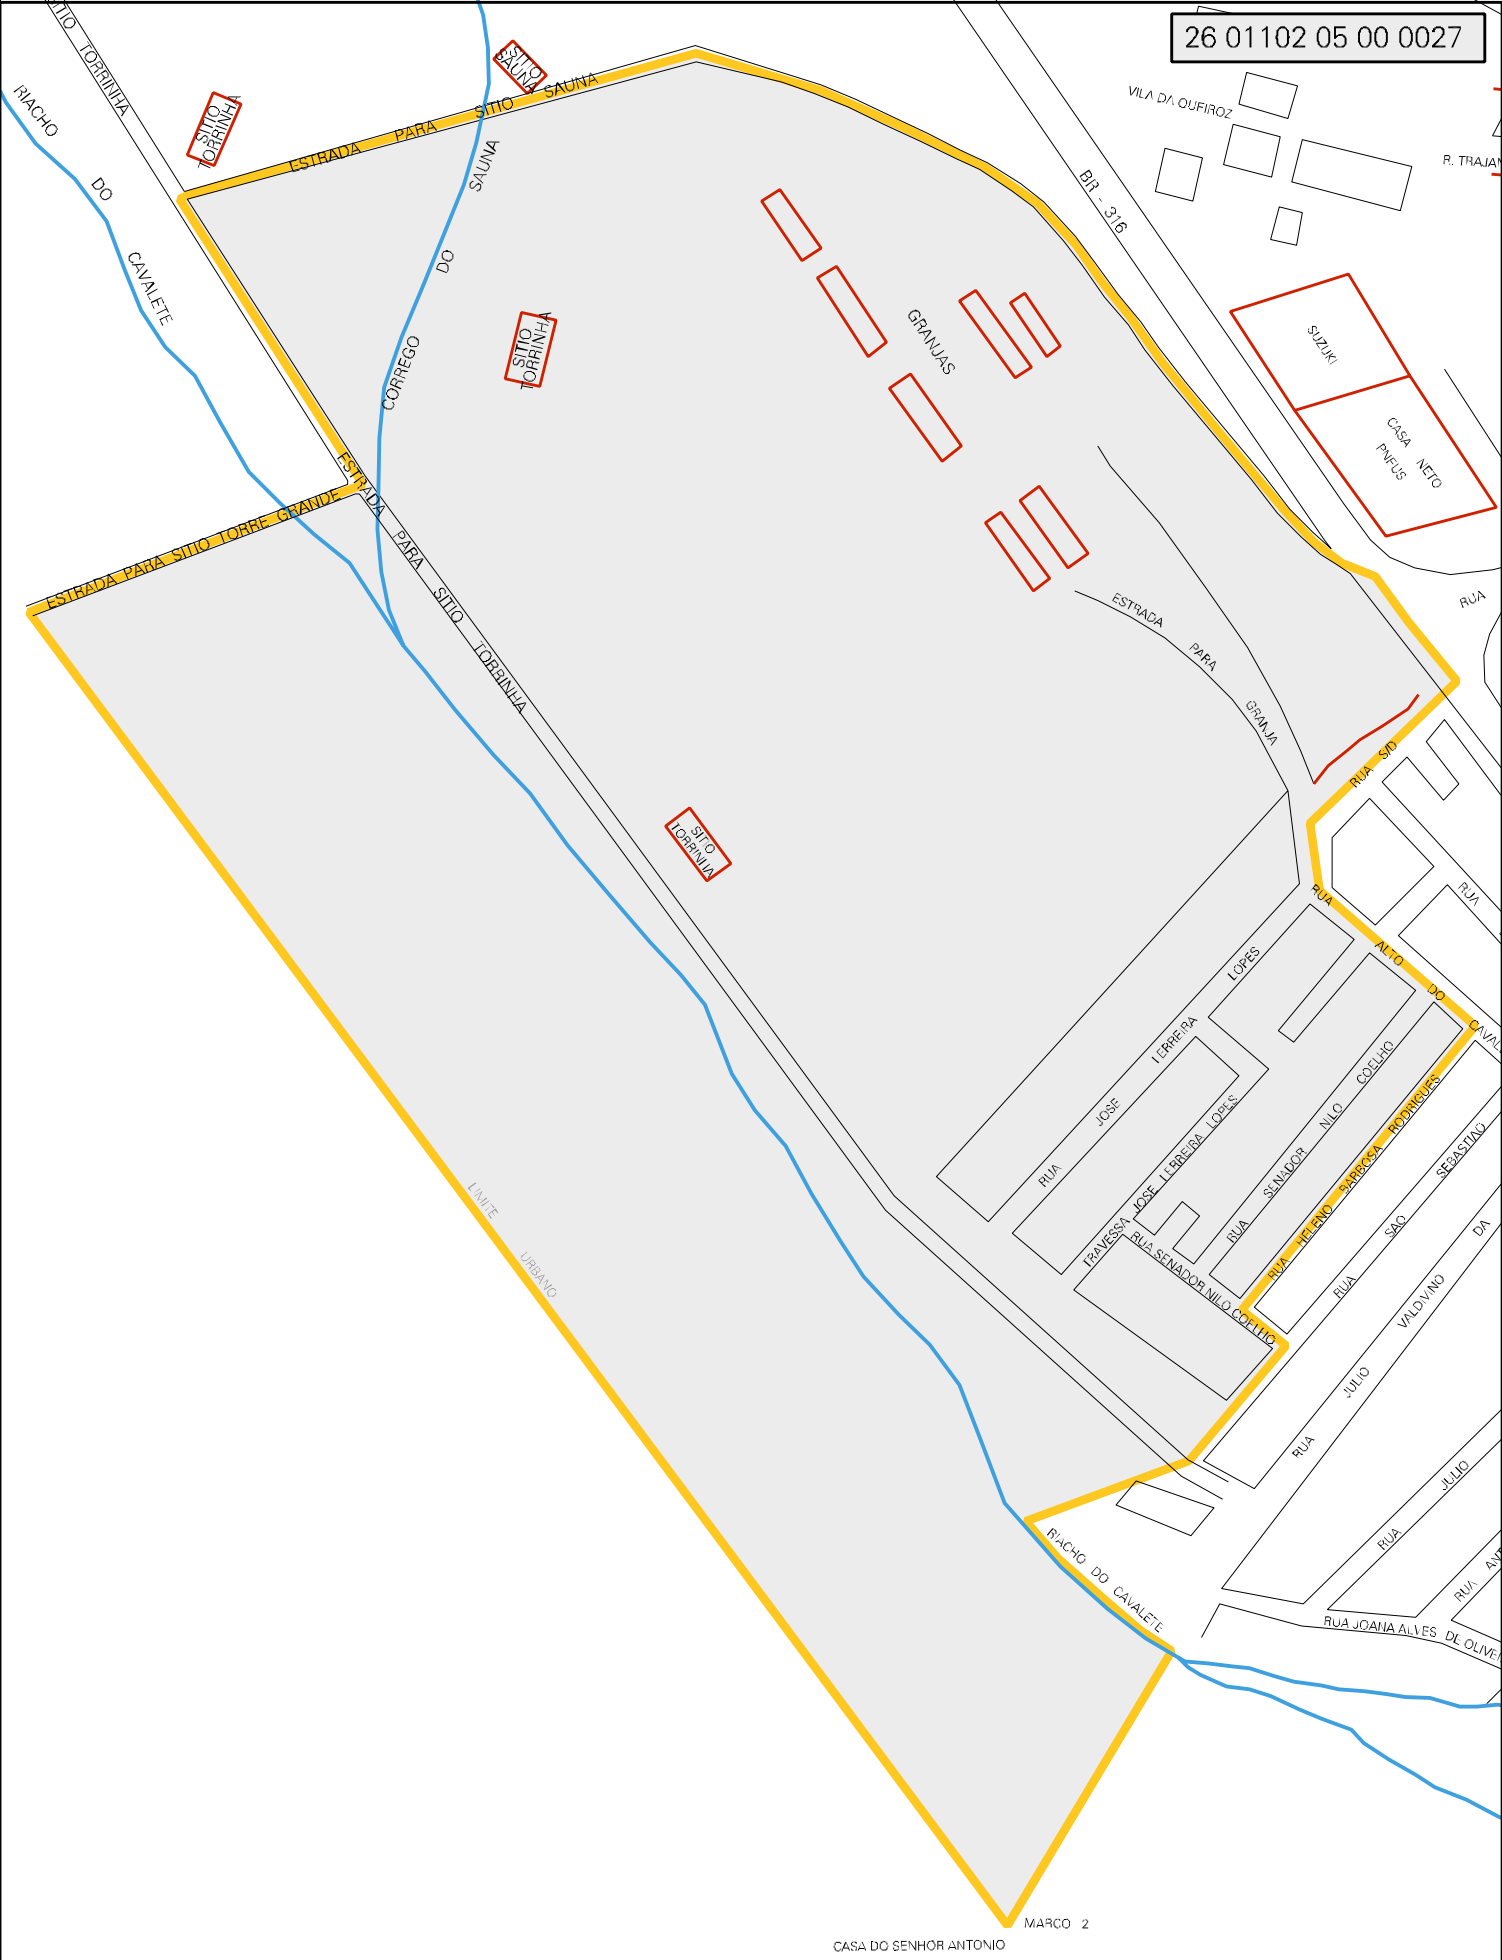 26 01102 05 00 0027
SITIO TORRINHA
SITIO
SAUNA
SITIO
TORRINHA
ESTRADA PARA SITIO SAUNA
RIACHO DO CAVALETE
CORREGO DO SAUNA
VILA DA QUEIROZ
R. TRAJAN
BR - 316
SUZUKI
CASA NETO
PNEUS
GRANJAS
SITIO
TORRINHA
ESTRADA PARA SITIO TORRE GRANDE
ESTRADA PARA SITIO TORRINHA
RUA
ESTRADA PARA GRANJA
RUA S/D
SITIO
TORRINHA
RUA
RUA ALTO DO CAVAL
RUA JOSE FERREIRA LOPES
TRAVESSA JOSE FERREIRA LOPES
RUA SENADOR NILO COELHO
RUA SENADOR NILO COELHO
RUA HELENO BARBOSA RODRIGUES
RUA SAO SEBASTIAO
RUA JULIO VALDIVINO DA
RUA JULIO
RUA ANT
LIMITE URBANO
RIACHO DO CAVALETE
RUA JOANA ALVES DE OLIVEI
MARCO 2
CASA DO SENHOR ANTONIO